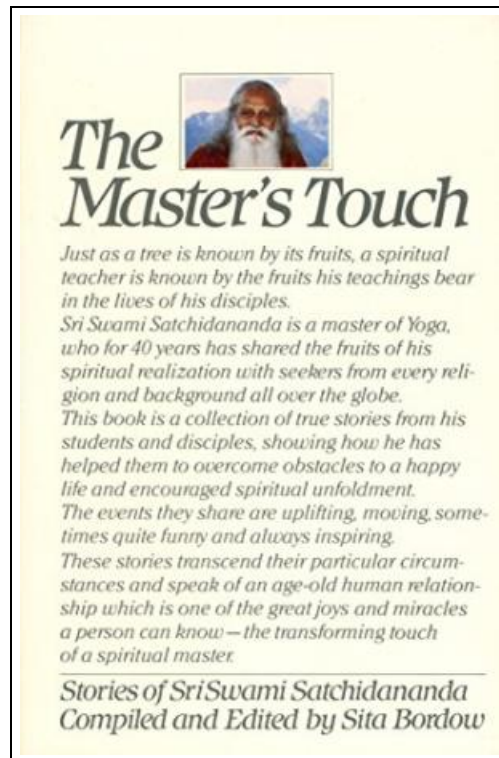 The
Master's Touch
Just as a tree is known by its fruits, a spiritual
teacher is known by the fruits his teachings bear
in the lives of his disciples.
Sri Swami Satchidananda is a master of Yoga,
who for 40 years has shared the fruits of his
spiritual realization with seekers from every reli-
gion and background all over the globe.
This book is a collection of true stories from his
students and disciples, showing how he has
helped them to overcome obstacles to a happy
life and encouraged spiritual unfoldment.
The events they share are uplifting, moving, some-
times quite funny and always inspiring.
These stories transcend their particular circum-
stances and speak of an age-old human relation-
ship which is one of the great joys and miracles
a person can know—the transforming touch
of a spiritual master.
Stories of Sri Swami Satchidananda
Compiled and Edited by Sita Bordow